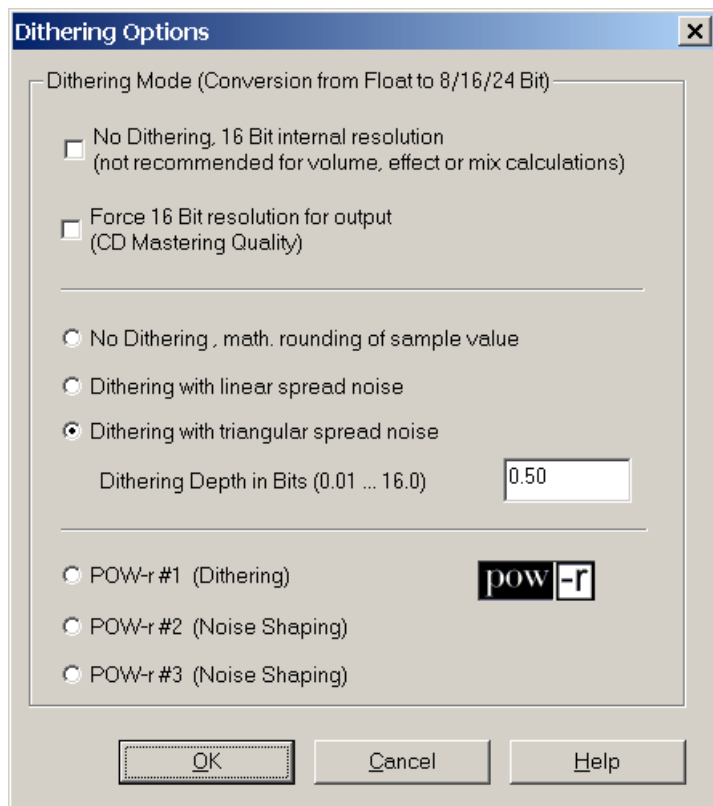 Dithering Options
Dithering Mode (Conversion from Float to 8/16/24 Bit)
No Dithering, 16 Bit internal resolution
(not recommended for volume, effect or mix calculations)
Force 16 Bit resolution for output
(CD Mastering Quality)
No Dithering , math. rounding of sample value
Dithering with linear spread noise
Dithering with triangular spread noise
Dithering Depth in Bits (0.01 ... 16.0) 0.50
POW-r #1 (Dithering) pow-r
POW-r #2 (Noise Shaping)
POW-r #3 (Noise Shaping)
OK Cancel Help